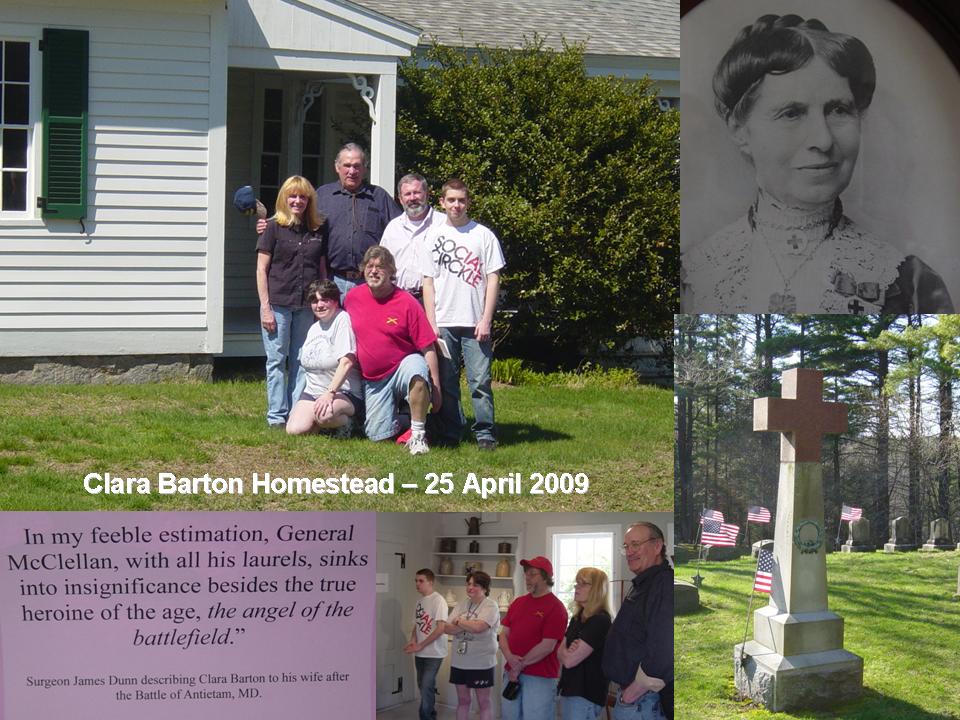 SOCIAL
CIRCKLE
Clara Barton Homestead – 25 April 2009
In my feeble estimation, General
McClellan, with all his laurels, sinks
into insignificance besides the true
heroine of the age, the angel of the
battlefield.”
Surgeon James Dunn describing Clara Barton to his wife after
the Battle of Antietam, MD.